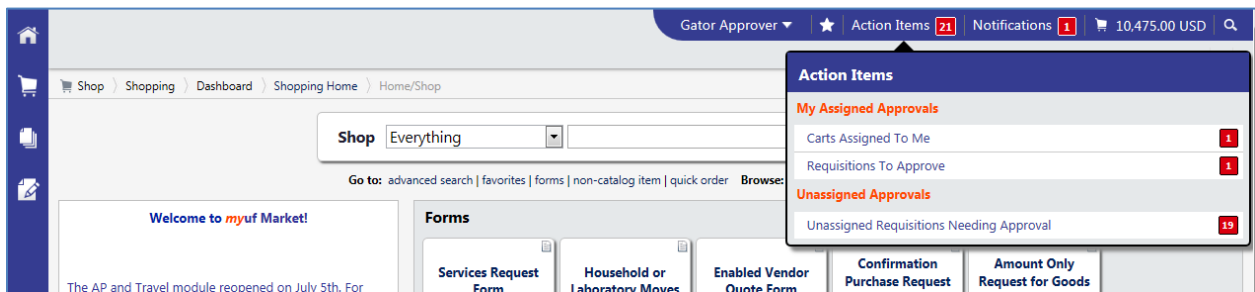 Gator Approver Action Items 21 Notifications 1 10,475.00 USD
Shop Shopping Dashboard Shopping Home Home/Shop
Action Items
My Assigned Approvals
Carts Assigned To Me 1
Requisitions To Approve 1
Unassigned Approvals
Unassigned Requisitions Needing Approval 19
Shop Everything
Go to: advanced search | favorites | forms | non-catalog item | quick order Browse:
Welcome to myuf Market!
The AP and Travel module reopened on July 5th. For
Forms
Services Request
Form
Household or
Laboratory Moves
Enabled Vendor
Quote Form
Confirmation
Purchase Request
Amount Only
Request for Goods